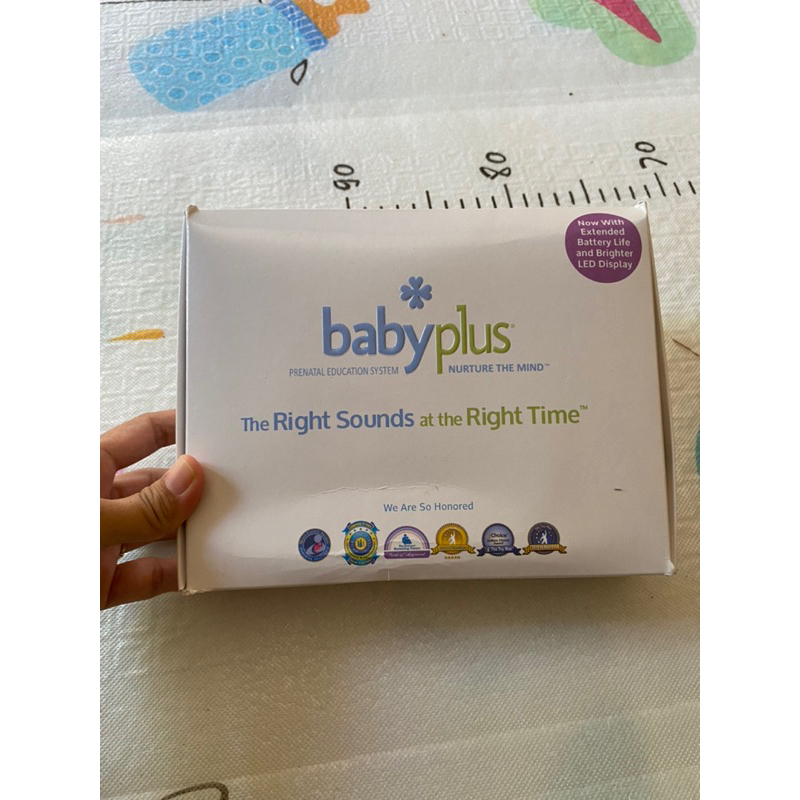 90
80
70
Now With
Extended
Battery Life
and Brighter
LED Display
babyplus®
PRENATAL EDUCATION SYSTEM NURTURE THE MIND™
The Right Sounds at the Right Time™
We Are So Honored
Choice